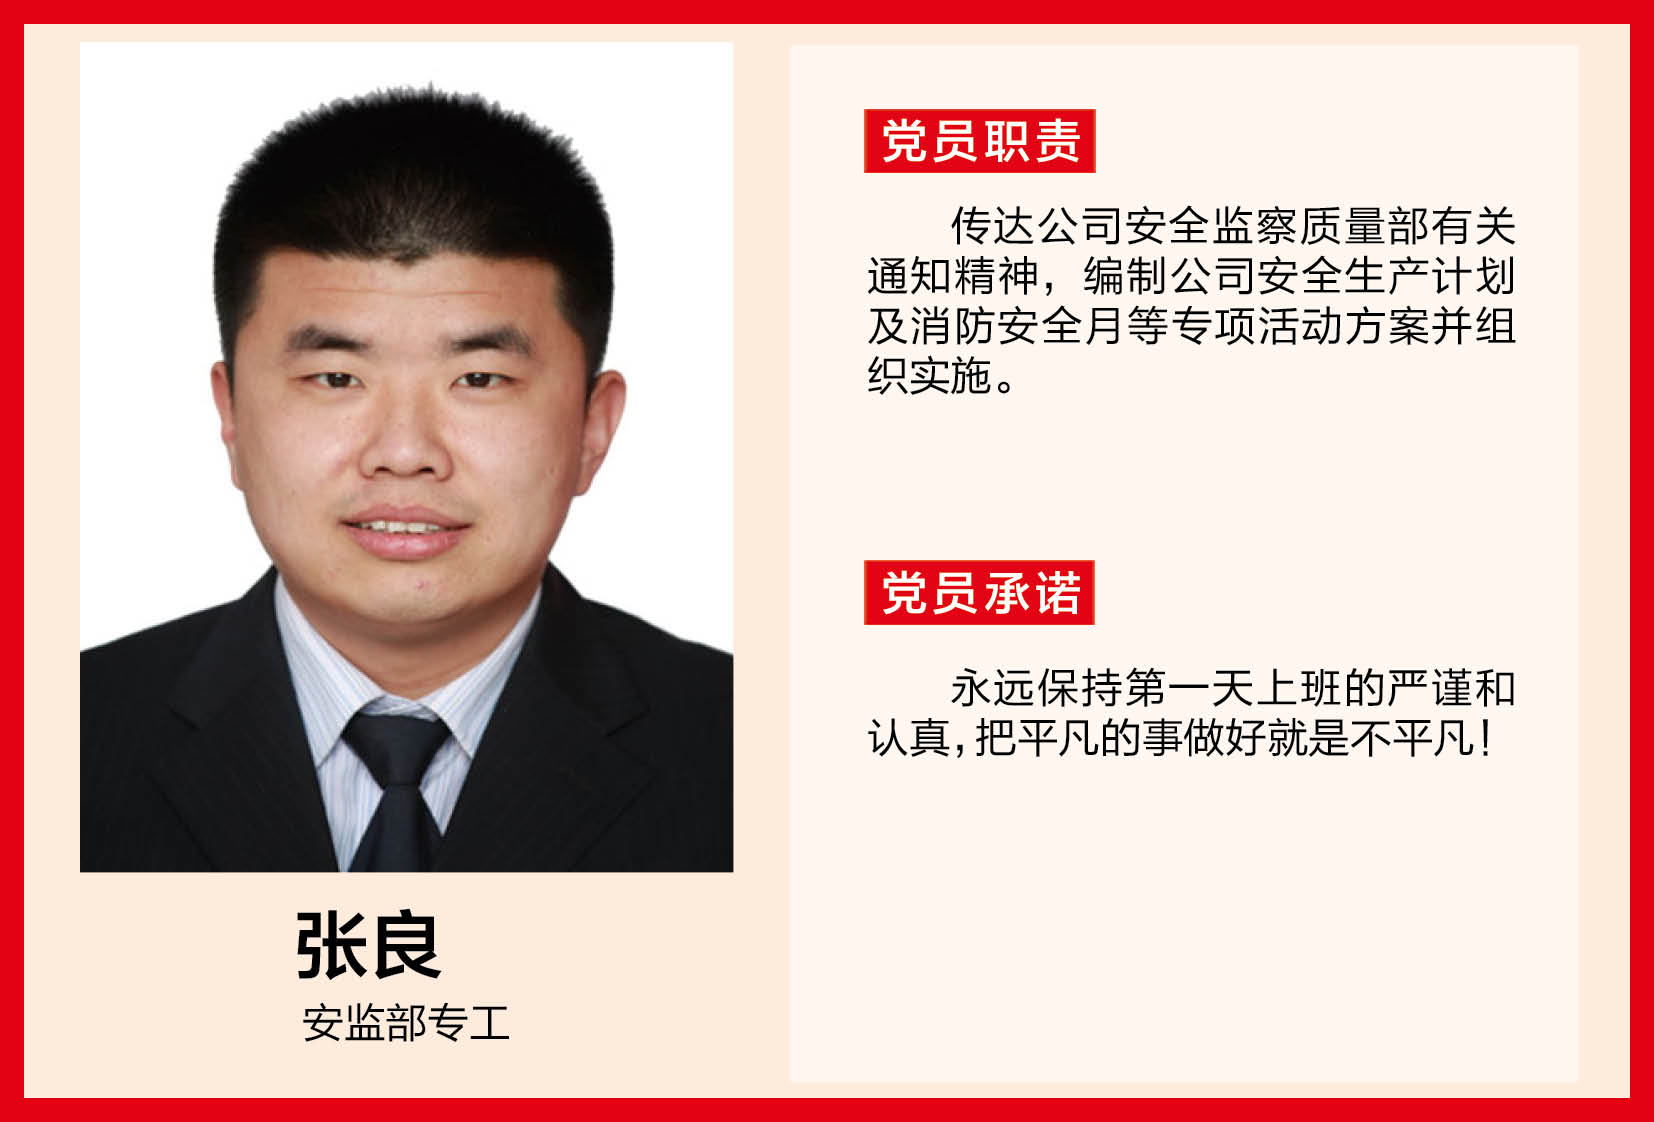 张良
安监部专工
党员职责
传达公司安全监察质量部有关
通知精神，编制公司安全生产计划
及消防安全月等专项活动方案并组
织实施。
党员承诺
永远保持第一天上班的严谨和
认真，把平凡的事做好就是不平凡！